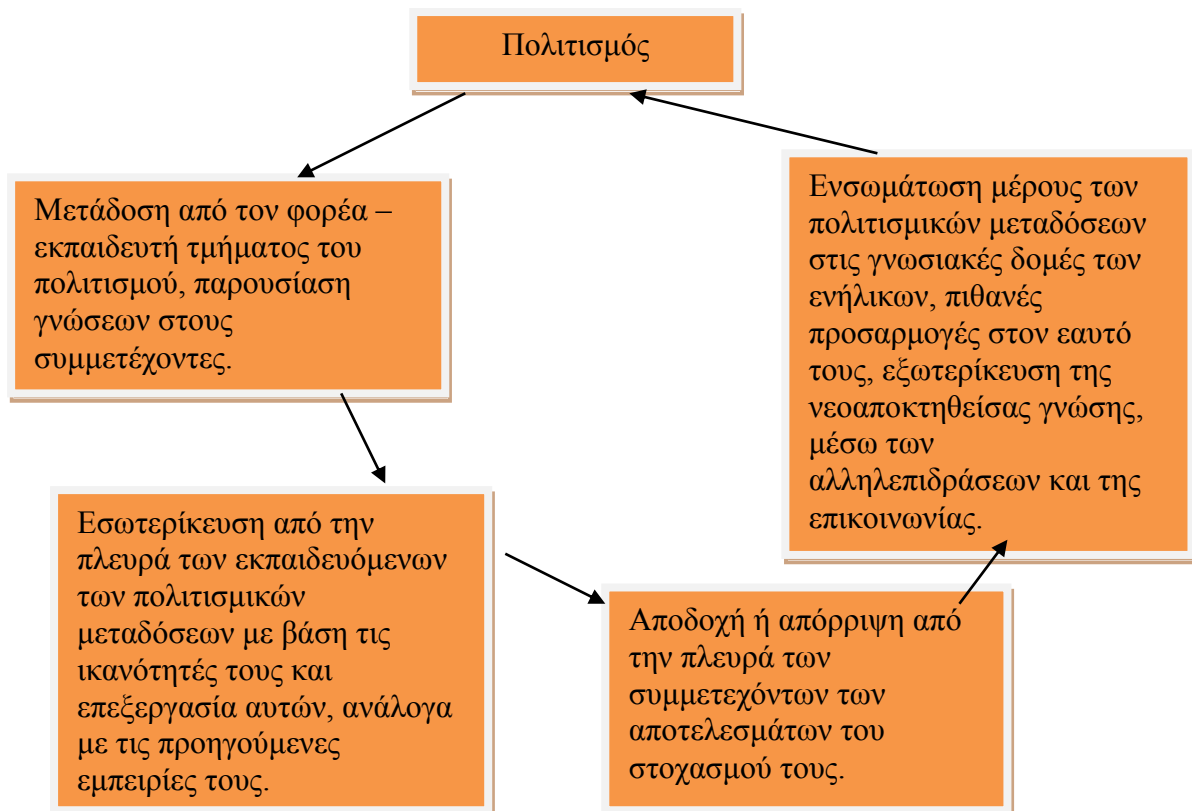 Πολιτισμός
Μετάδοση από τον φορέα –
εκπαιδευτή τμήματος του
πολιτισμού, παρουσίαση
γνώσεων στους
συμμετέχοντες.
Εσωτερίκευση από την
πλευρά των εκπαιδευόμενων
των πολιτισμικών
μεταδόσεων με βάση τις
ικανότητές τους και
επεξεργασία αυτών, ανάλογα
με τις προηγούμενες
εμπειρίες τους.
Αποδοχή ή απόρριψη από
την πλευρά των
συμμετεχόντων των
αποτελεσμάτων του
στοχασμού τους.
Ενσωμάτωση μέρους των
πολιτισμικών μεταδόσεων
στις γνωσιακές δομές των
ενήλικων, πιθανές
προσαρμογές στον εαυτό
τους, εξωτερίκευση της
νεοαποκτηθείσας γνώσης,
μέσω των
αλληλεπιδράσεων και της
επικοινωνίας.